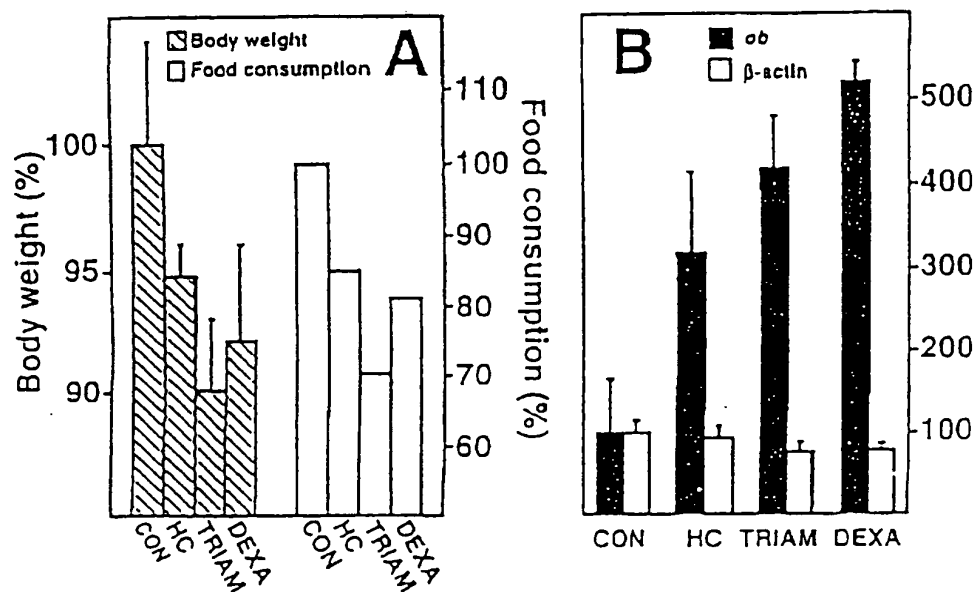 A
Body weight
Food consumption
Body weight (%)
100
95
90
110
100
90
80
70
60
Food consumption (%)
CON
HC
TRIAM
DEXA
CON
HC
TRIAM
DEXA
B
ob
β-actin
500
400
300
200
100
CON HC TRIAM DEXA